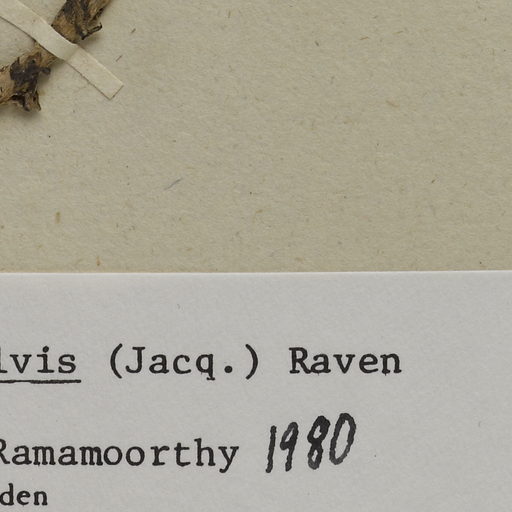 lvis (Jacq.) Raven
Ramamoorthy 1980
den